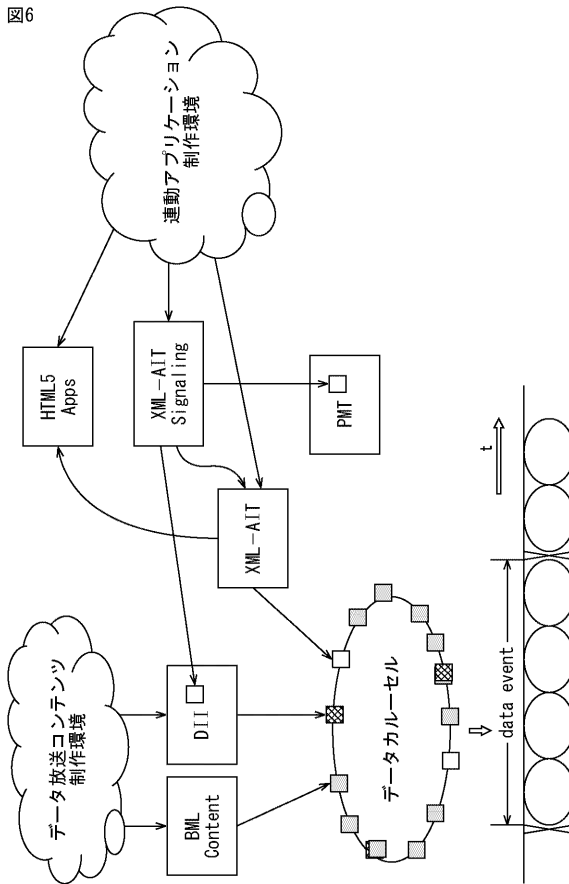 図6
データ放送コンテンツ
制作環境
連動アプリケーション
制作環境
BML
Content
DII
HTML5
Apps
XML-AIT
Signaling
XML-AIT
PMT
データカルーセル
data event
t